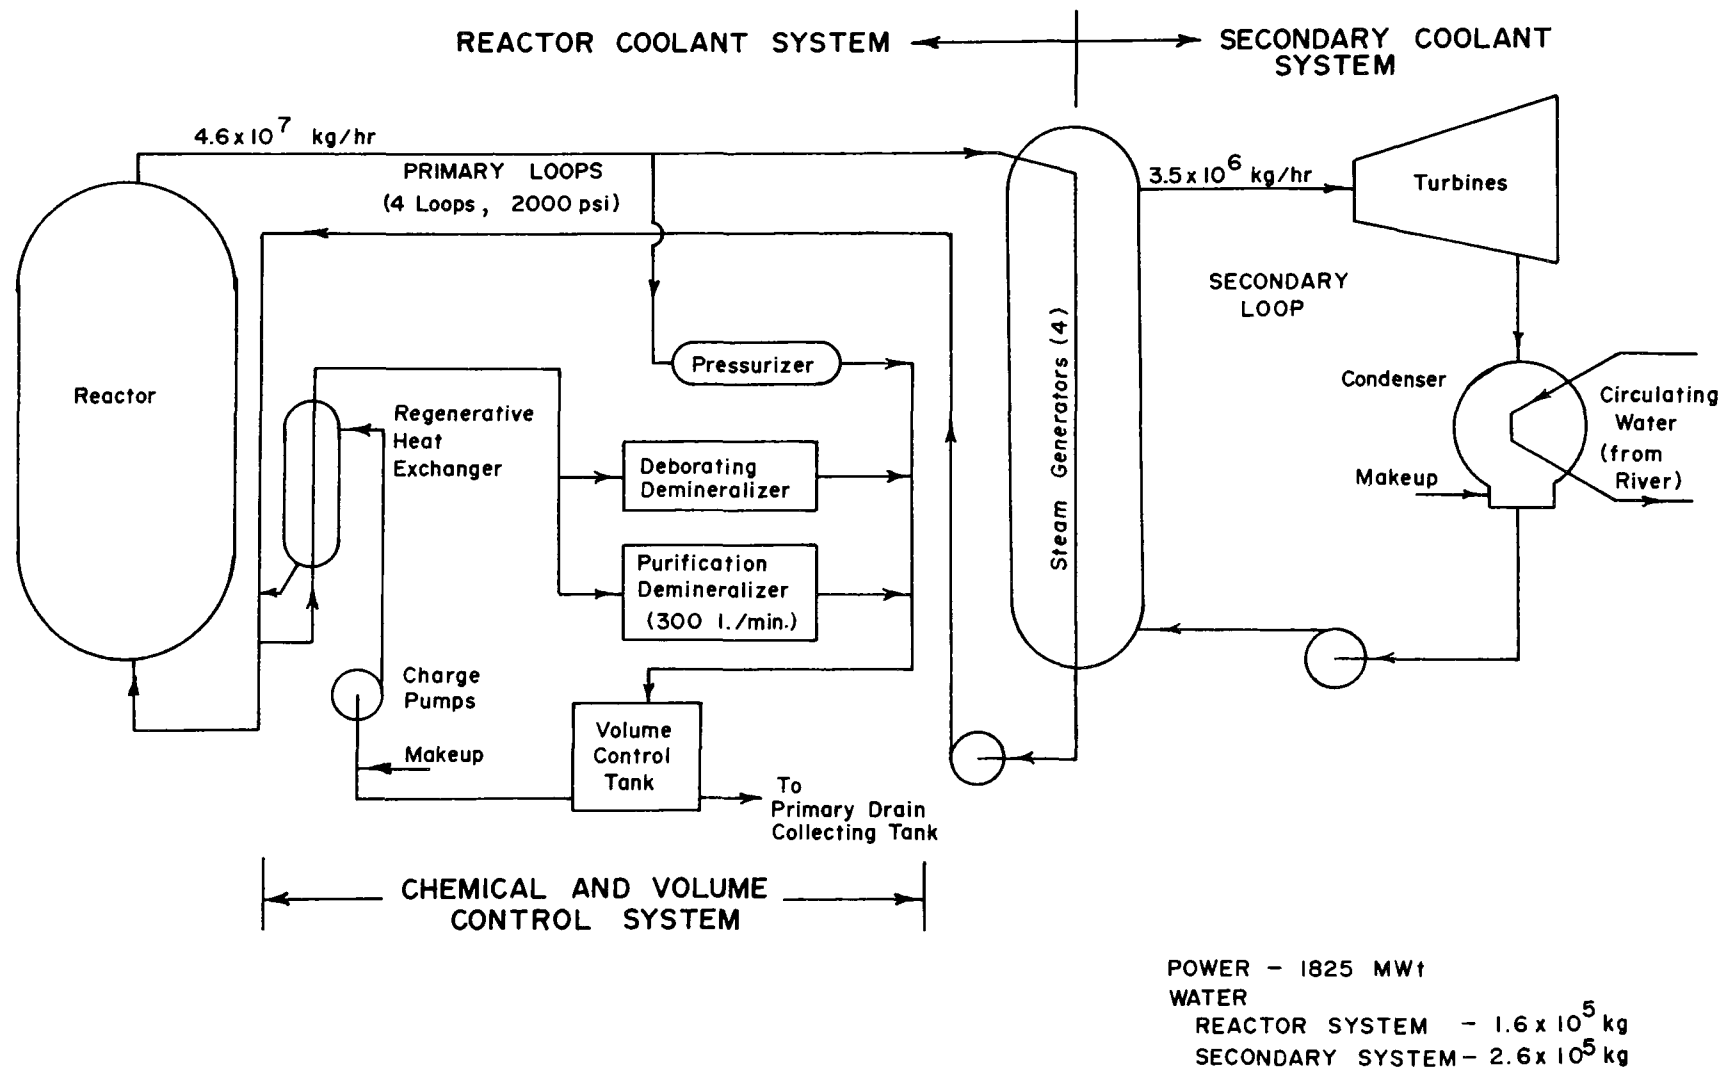 REACTOR COOLANT SYSTEM
SECONDARY COOLANT
SYSTEM
4.6 x 10^7 kg/hr
PRIMARY LOOPS
(4 Loops, 2000 psi)
3.5 x 10^6 kg/hr
Turbines
SECONDARY
LOOP
Reactor
Pressurizer
Steam Generators (4)
Condenser
Circulating
Water
(from
River)
Makeup
Regenerative
Heat
Exchanger
Deborating
Demineralizer
Purification
Demineralizer
(300 l./min.)
Charge
Pumps
Makeup
Volume
Control
Tank
To
Primary Drain
Collecting Tank
CHEMICAL AND VOLUME
CONTROL SYSTEM
POWER - 1825 MWt
WATER
REACTOR SYSTEM - 1.6 x 10^5 kg
SECONDARY SYSTEM - 2.6 x 10^5 kg